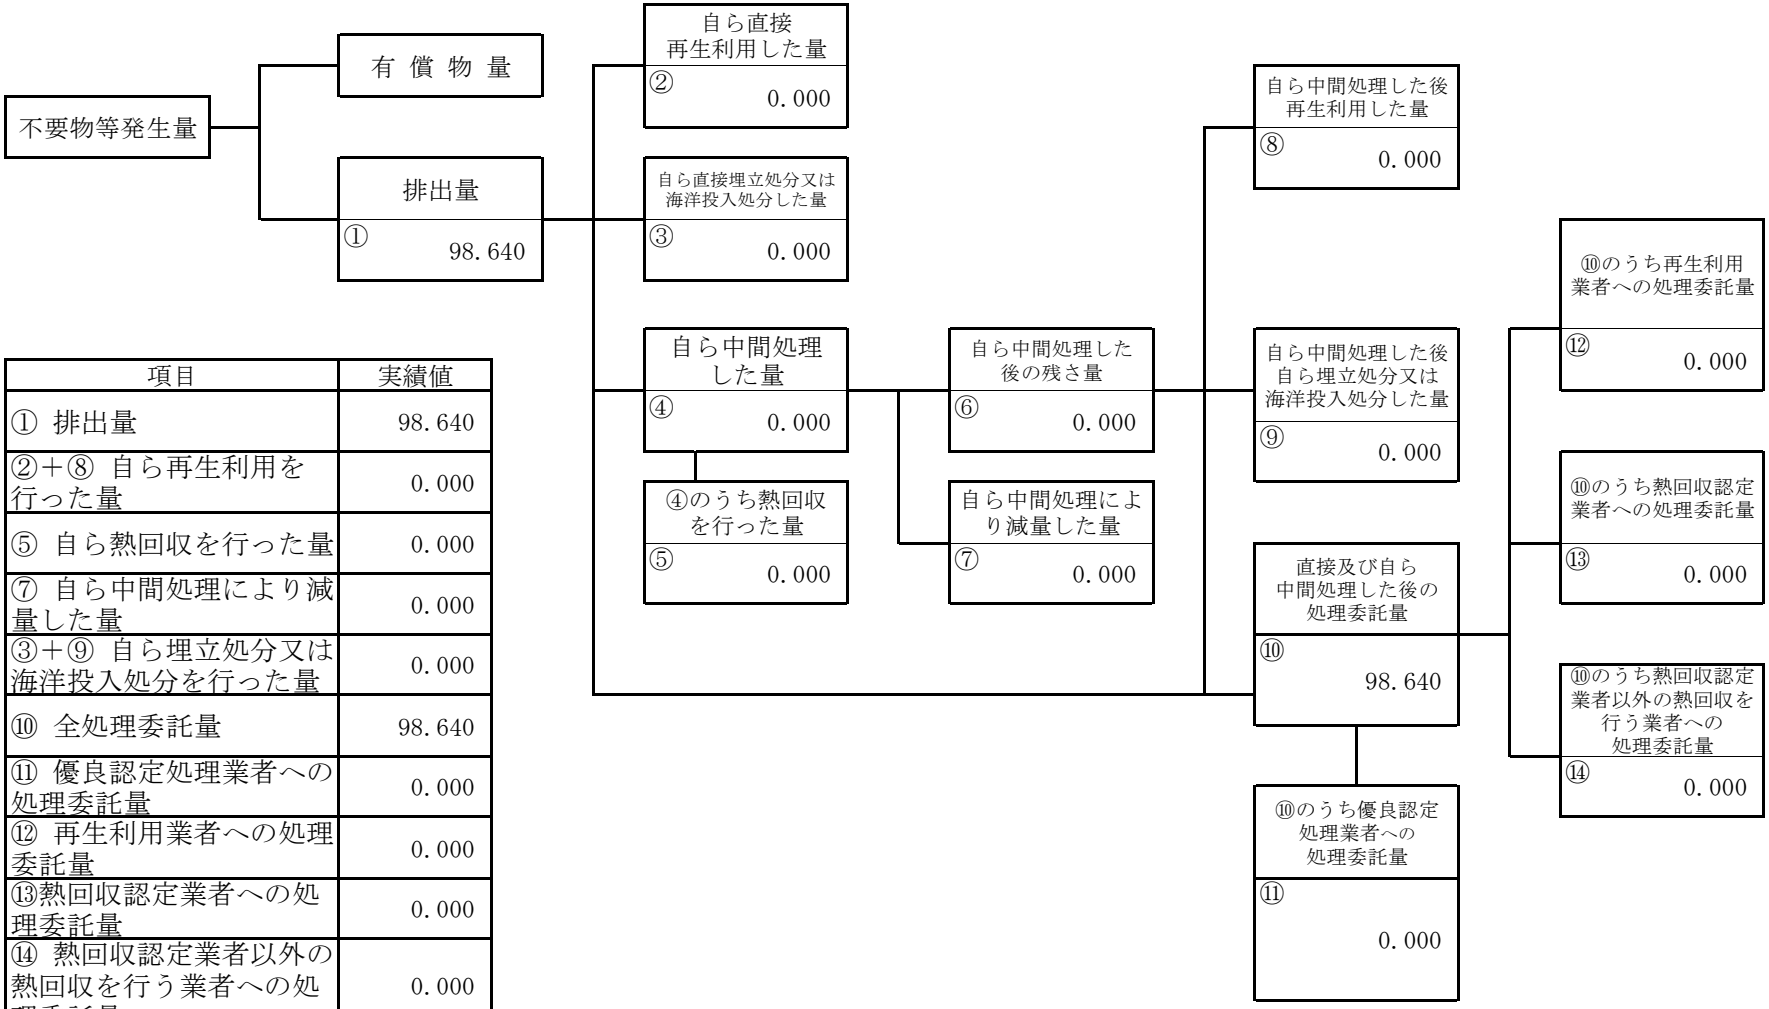 不要物等発生量
有 償 物 量
排出量
①
98.640
自ら直接
再生利用した量
②
0.000
自ら直接埋立処分又は
海洋投入処分した量
③
0.000
自ら中間処理
した量
④
0.000
④のうち熱回収
を行った量
⑤
0.000
自ら中間処理した
後の残さ量
⑥
0.000
自ら中間処理によ
り減量した量
⑦
0.000
自ら中間処理した後
再生利用した量
⑧
0.000
自ら中間処理した後
自ら埋立処分又は
海洋投入処分した量
⑨
0.000
直接及び自ら
中間処理した後の
処理委託量
⑩
98.640
⑩のうち優良認定
処理業者への
処理委託量
⑪
0.000
⑩のうち再生利用
業者への処理委託量
⑫
0.000
⑩のうち熱回収認定
業者への処理委託量
⑬
0.000
⑩のうち熱回収認定
業者以外の熱回収を
行う業者への
処理委託量
⑭
0.000
項目 実績値
① 排出量 98.640
②＋⑧ 自ら再生利用を
行った量 0.000
⑤ 自ら熱回収を行った量 0.000
⑦ 自ら中間処理により減
量した量 0.000
③＋⑨ 自ら埋立処分又は
海洋投入処分を行った量 0.000
⑩ 全処理委託量 98.640
⑪ 優良認定処理業者への
処理委託量 0.000
⑫ 再生利用業者への処理
委託量 0.000
⑬熱回収認定業者への処
理委託量 0.000
⑭ 熱回収認定業者以外の
熱回収を行う業者への処 0.000